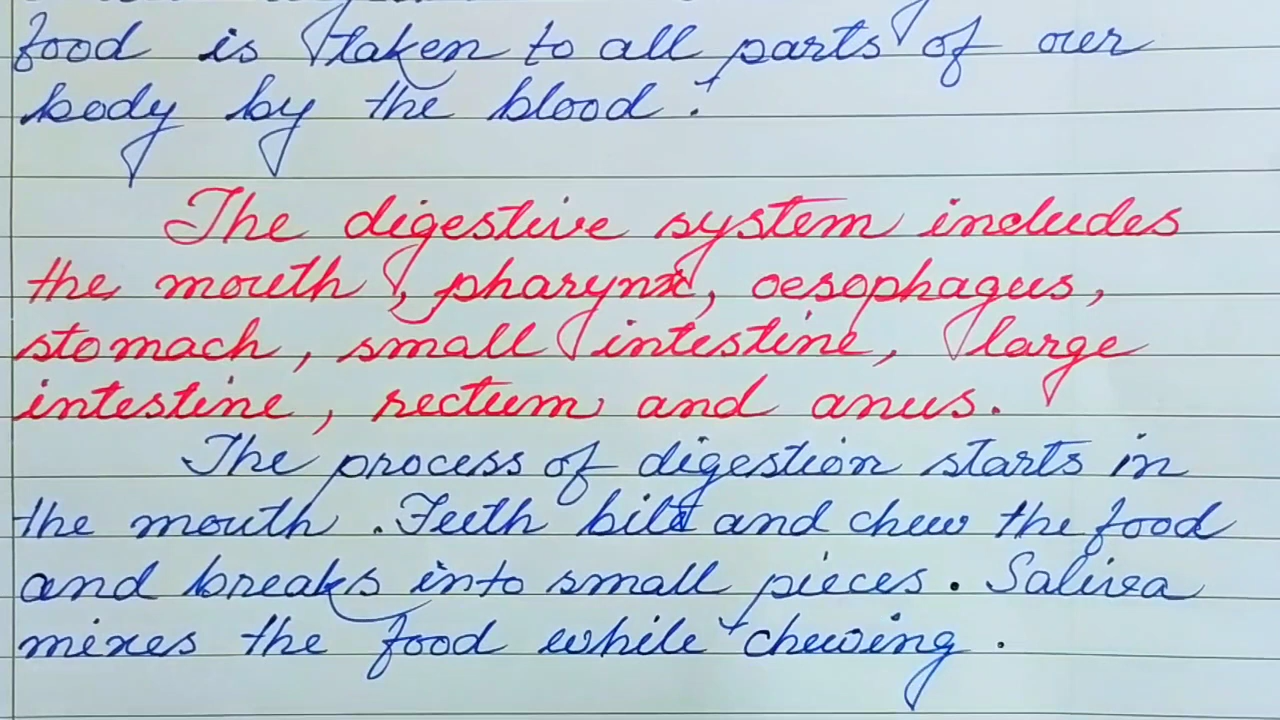 food is taken to all parts of our
body by the blood.
The digestive system includes
the mouth, pharynx, oesophagus,
stomach, small intestine, large
intestine, rectum and anus.
The process of digestion starts in
the mouth. Teeth bite and chew the food
and breaks into small pieces. Saliva
mixes the food while chewing.